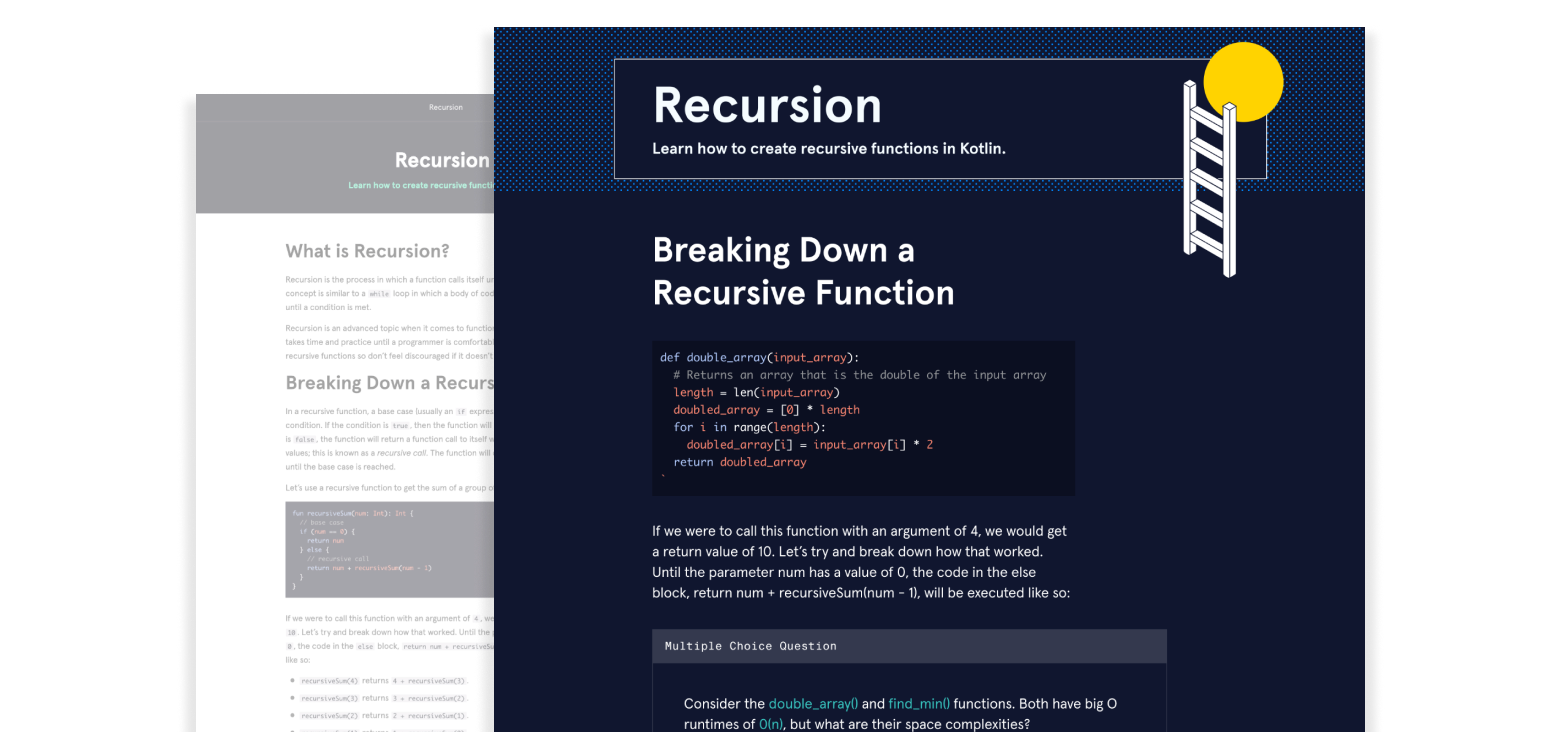 Recursion
Recursion
Learn how to create recursive functi
What is Recursion?
Recursion is the process in which a function calls itself un
concept is similar to a while loop in which a body of cod
until a condition is met.
Recursion is an advanced topic when it comes to function
takes time and practice until a programmer is comfortabl
recursive functions so don't feel discouraged if it doesn't
Breaking Down a Recurs
In a recursive function, a base case (usually an if expres
condition. If the condition is true, then the function will
is false, the function will return a function call to itself w
values; this is known as a recursive call. The function will
until the base case is reached.
Let's use a recursive function to get the sum of a group o
fun recursiveSum(num: Int): Int {
// base case
if (num == 0) {
return num
} else {
// recursive call
return num + recursiveSum(num - 1)
}
}
If we were to call this function with an argument of 4, we
10. Let's try and break down how that worked. Until the p
0, the code in the else block, return num + recursiveSu
like so:
• recursiveSum(4) returns 4 + recursiveSum(3).
• recursiveSum(3) returns 3 + recursiveSum(2).
• recursiveSum(2) returns 2 + recursiveSum(1).
Recursion
Learn how to create recursive functions in Kotlin.
Breaking Down a
Recursive Function
def double_array(input_array):
# Returns an array that is the double of the input array
length = len(input_array)
doubled_array = [0] * length
for i in range(length):
doubled_array[i] = input_array[i] * 2
return doubled_array
`
If we were to call this function with an argument of 4, we would get
a return value of 10. Let's try and break down how that worked.
Until the parameter num has a value of 0, the code in the else
block, return num + recursiveSum(num - 1), will be executed like so:
Multiple Choice Question
Consider the double_array() and find_min() functions. Both have big O
runtimes of O(n), but what are their space complexities?